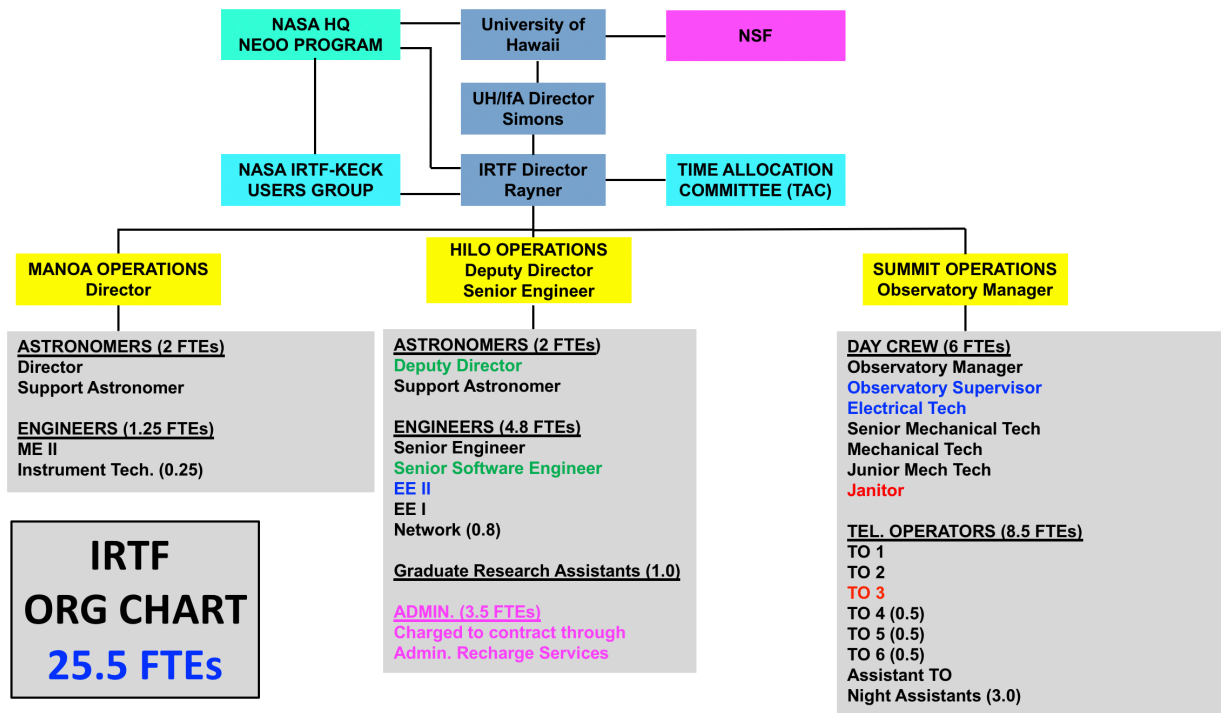 NASA HQ
NEOO PROGRAM
University of
Hawaii
NSF
UH/IfA Director
Simons
NASA IRTF-KECK
USERS GROUP
IRTF Director
Rayner
TIME ALLOCATION
COMMITTEE (TAC)
MANOA OPERATIONS
Director
HILO OPERATIONS
Deputy Director
Senior Engineer
SUMMIT OPERATIONS
Observatory Manager
ASTRONOMERS (2 FTEs)
Director
Support Astronomer
ENGINEERS (1.25 FTEs)
ME II
Instrument Tech. (0.25)
ASTRONOMERS (2 FTEs)
Deputy Director
Support Astronomer
ENGINEERS (4.8 FTEs)
Senior Engineer
Senior Software Engineer
EE II
EE I
Network (0.8)
Graduate Research Assistants (1.0)
ADMIN. (3.5 FTEs)
Charged to contract through
Admin. Recharge Services
DAY CREW (6 FTEs)
Observatory Manager
Observatory Supervisor
Electrical Tech
Senior Mechanical Tech
Mechanical Tech
Junior Mech Tech
Janitor
TEL. OPERATORS (8.5 FTEs)
TO 1
TO 2
TO 3
TO 4 (0.5)
TO 5 (0.5)
TO 6 (0.5)
Assistant TO
Night Assistants (3.0)
IRTF
ORG CHART
25.5 FTEs